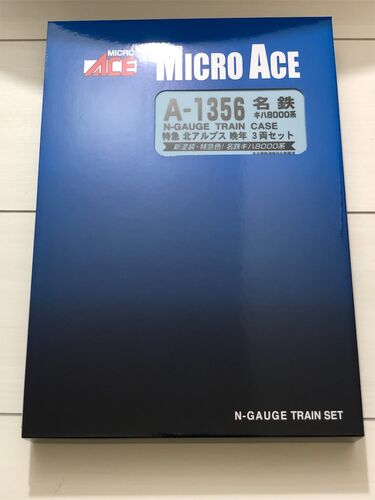 MICRO
ACE
MICRO ACE
A-1356 名鉄
キハ8000系
N-GAUGE TRAIN CASE
特急 北アルプス 晩年 3両セット
新塗装・特急色!名鉄キハ8000系
N-GAUGE TRAIN SET